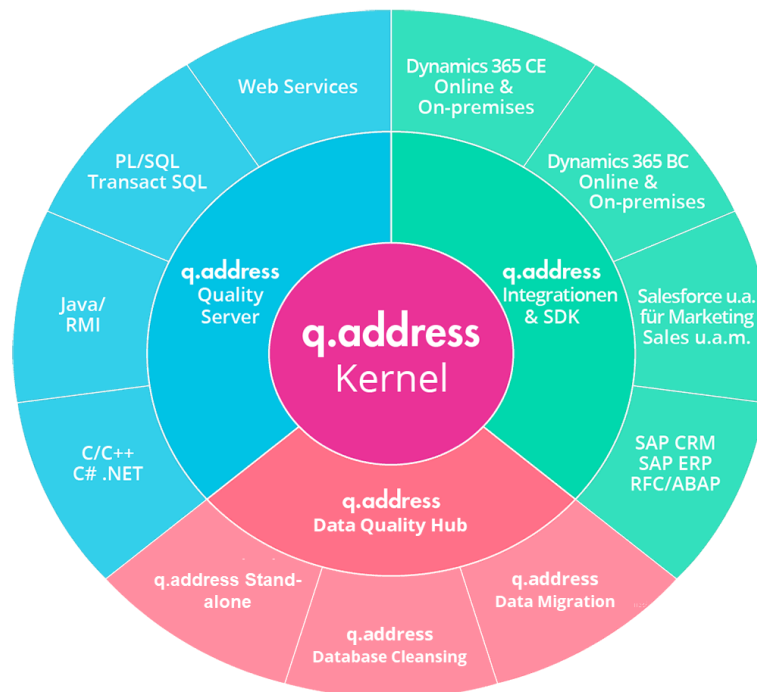 Web Services
Dynamics 365 CE
Online &
On-premises
PL/SQL
Transact SQL
Dynamics 365 BC
Online &
On-premises
q.address
Quality
Server
q.address
Integrationen
& SDK
Java/
RMI
q.address
Kernel
Salesforce u.a.
für Marketing
Sales u.a.m.
C/C++
C# .NET
SAP CRM
SAP ERP
RFC/ABAP
q.address
Data Quality Hub
q.address Stand-
alone
q.address
Database Cleansing
q.address
Data Migration